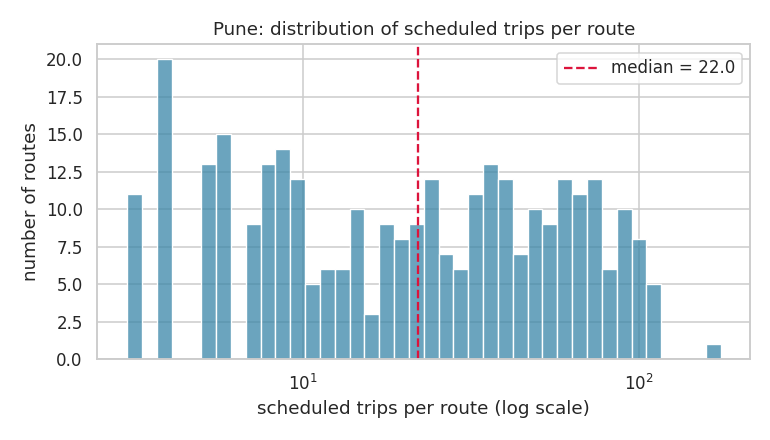 Pune: distribution of scheduled trips per route
median = 22.0
number of routes
20.0
17.5
15.0
12.5
10.0
7.5
5.0
2.5
0.0
10¹
10²
scheduled trips per route (log scale)